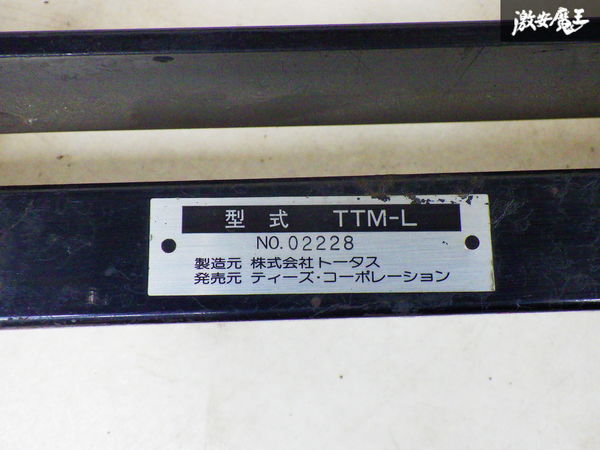 激安魔王
型式 TTM-L
NO. 02228
製造元 株式会社トータス
発売元 ティーズ・コーポレーション